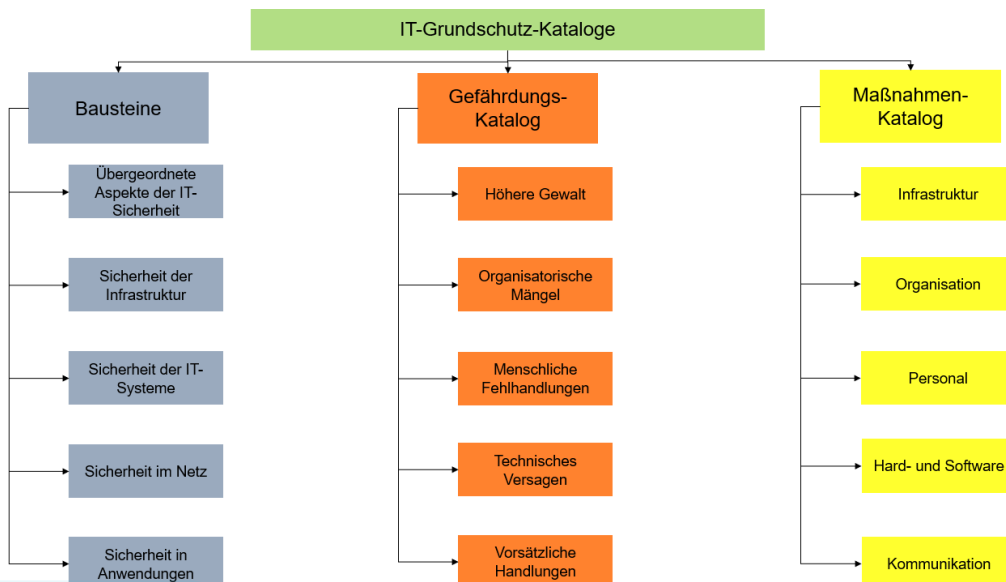 IT-Grundschutz-Kataloge
Bausteine
Übergeordnete
Aspekte der IT-
Sicherheit
Sicherheit der
Infrastruktur
Sicherheit der IT-
Systeme
Sicherheit im Netz
Sicherheit in
Anwendungen
Gefährdungs-
Katalog
Höhere Gewalt
Organisatorische
Mängel
Menschliche
Fehlhandlungen
Technisches
Versagen
Vorsätzliche
Handlungen
Maßnahmen-
Katalog
Infrastruktur
Organisation
Personal
Hard- und Software
Kommunikation